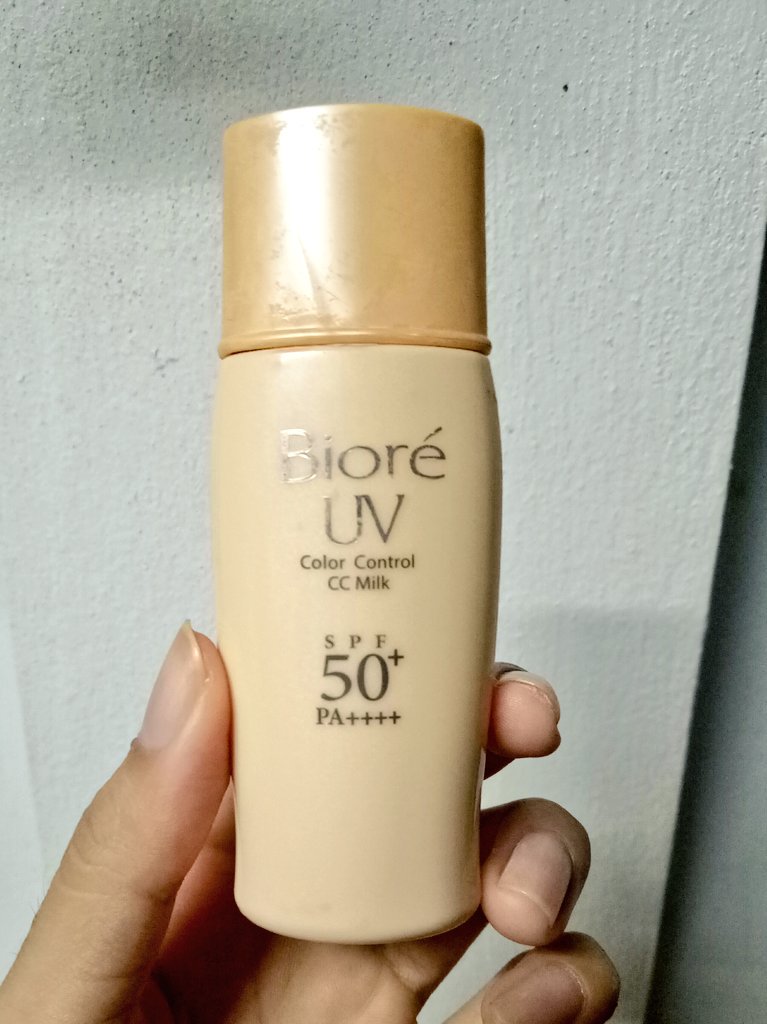 Bioré
UV
Color Control
CC Milk
SPF
50+
PA++++